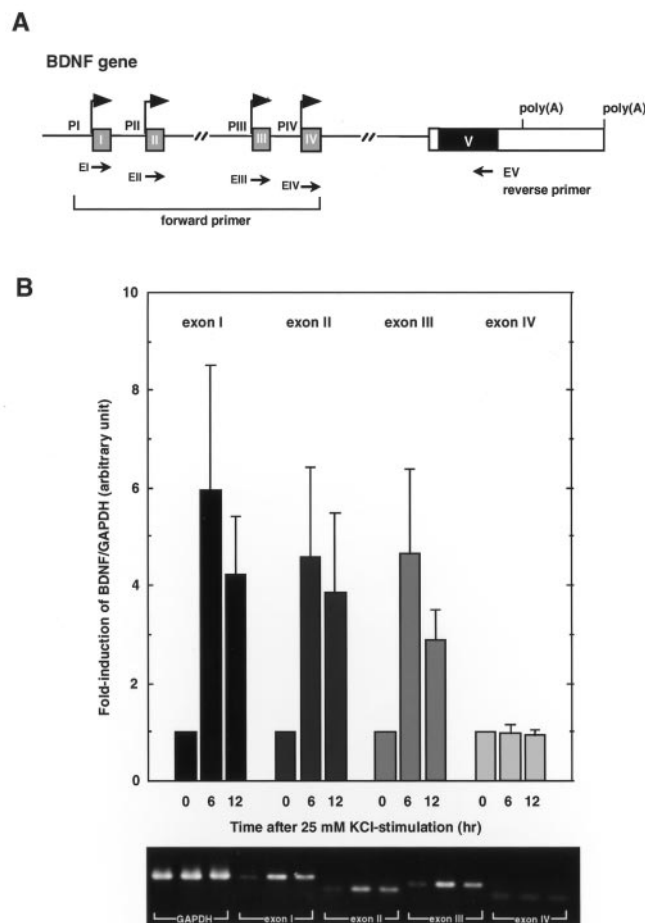 A
BDNF gene
PI PII PIII PIV poly(A) poly(A)
I II III IV V
EI EII EIII EIV EV
reverse primer
forward primer
B
Fold-induction of BDNF/GAPDH (arbitrary unit)
10
8
6
4
2
0
exon I exon II exon III exon IV
0 6 12 0 6 12 0 6 12 0 6 12
Time after 25 mM KCl-stimulation (hr)
GAPDH exon I exon II exon III exon IV